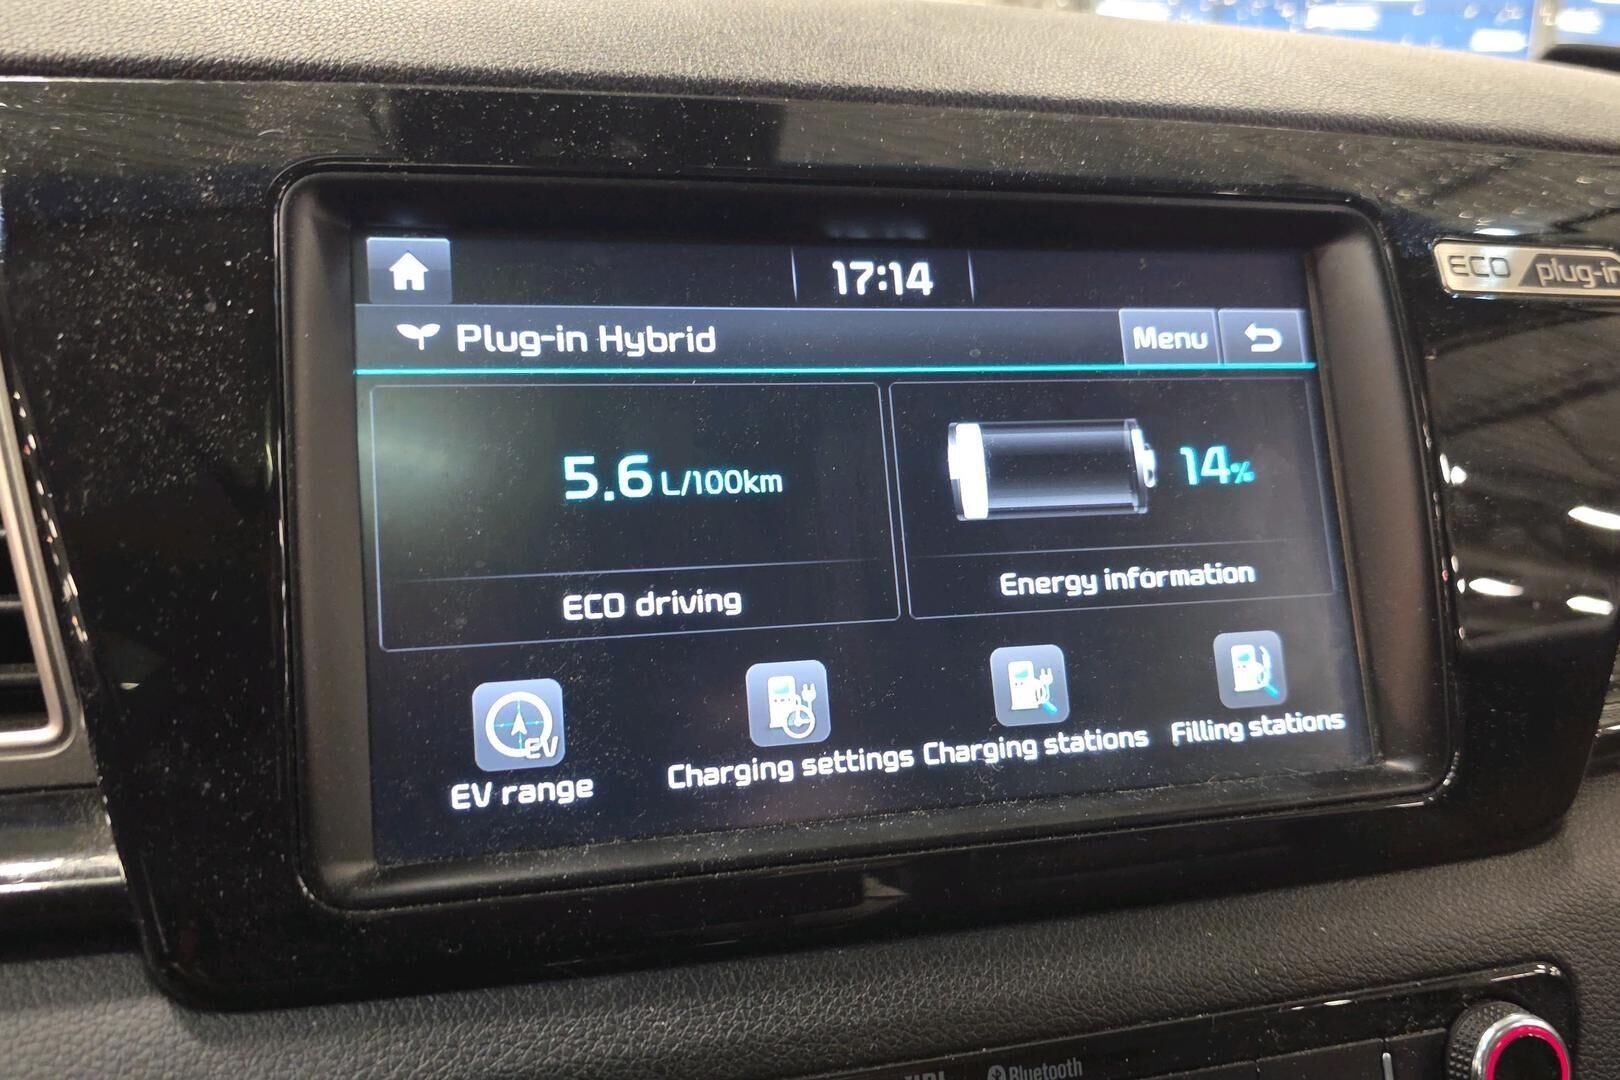 17:14
ECO plug-in
Plug-in Hybrid
Menu
5.6 L/100km
14%
ECO driving
Energy information
EV
EV range
Charging settings
Charging stations
Filling stations
Bluetooth